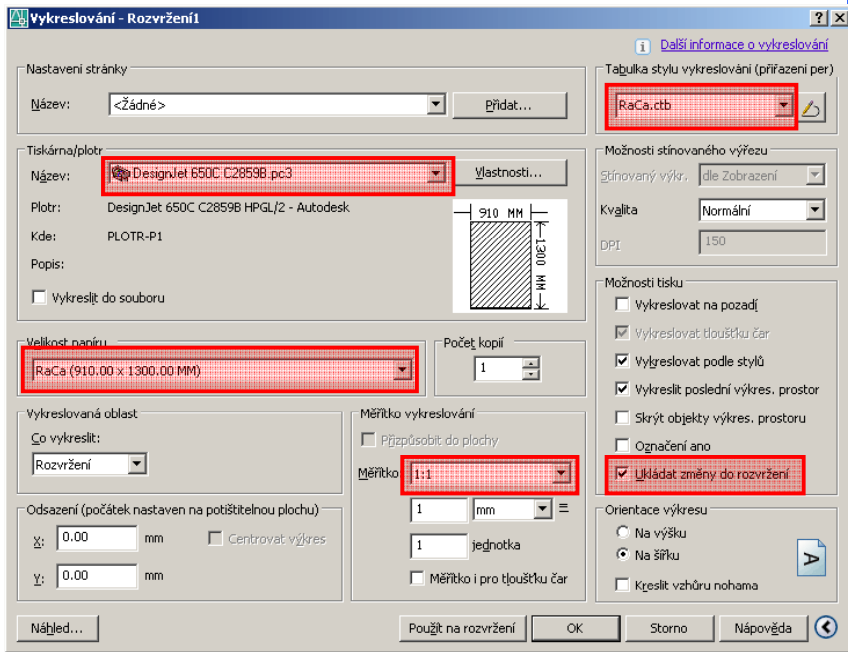 Vykreslování - Rozvržení1
Další informace o vykreslování
Nastavení stránky
Název: <Žádné> Přidat...
Tabulka stylu vykreslování (přiřazení per)
RaCa.ctb
Tiskárna/plotr
Název: DesignJet 650C C2859B.pc3 Vlastnosti...
Plotr: DesignJet 650C C2859B HPGL/2 - Autodesk
Kde: PLOTR-P1
Popis:
Vykreslit do souboru
910 MM
1300 MM
Možnosti stínovaného výřezu
Stínovaný výkr. dle Zobrazení
Kvalita Normální
DPI 150
Velikost papíru
RaCa (910.00 x 1300.00 MM)
Počet kopií
1
Možnosti tisku
Vykreslovat na pozadí
Vykreslovat tloušťku čar
Vykreslovat podle stylů
Vykreslit poslední výkres. prostor
Skrýt objekty výkres. prostoru
Označení ano
Ukládat změny do rozvržení
Vykreslovaná oblast
Co vykreslit:
Rozvržení
Měřítko vykreslování
Přizpůsobit do plochy
Měřítko: 1:1
1 mm =
1 jednotka
Měřítko i pro tloušťku čar
Odsazení (počátek nastaven na potištitelnou plochu)
X: 0.00 mm Centrovat výkres
Y: 0.00 mm
Orientace výkresu
Na výšku
Na šířku
Kreslit vzhůru nohama
A
Náhled... Použít na rozvržení OK Storno Nápověda